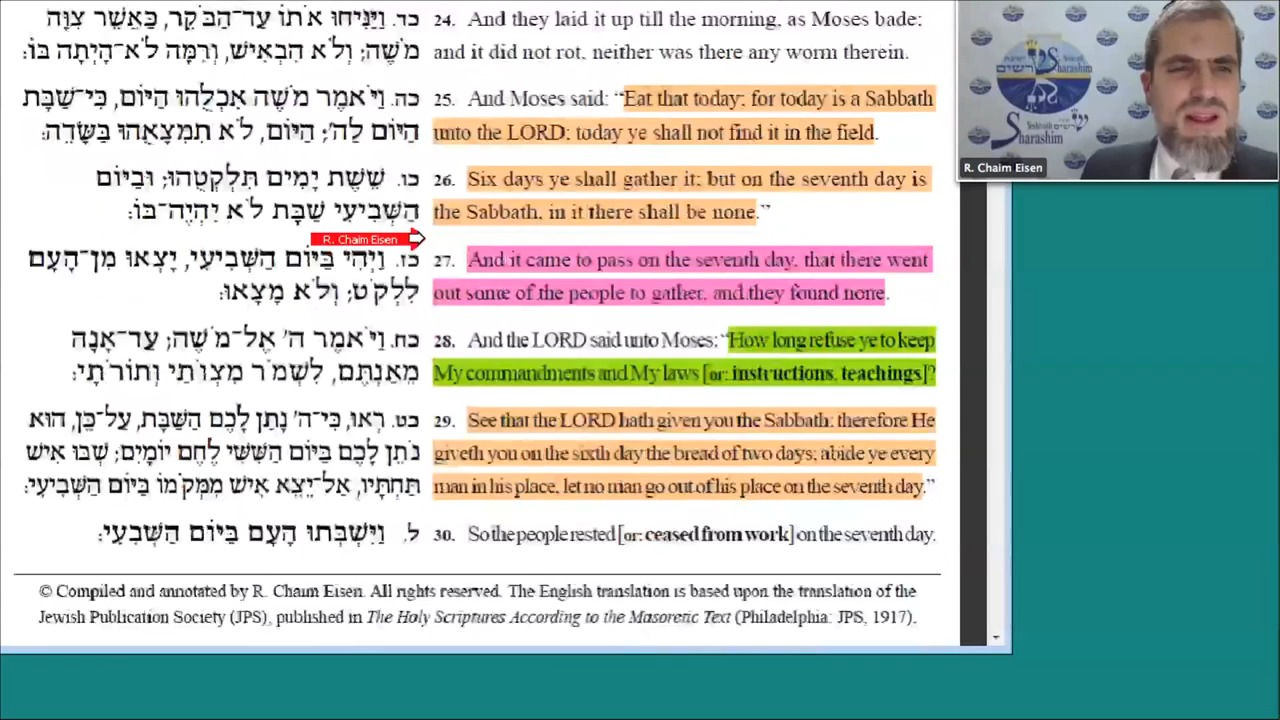 כד. וַיַּנִּיחוּ אֹתוֹ עַד־הַבֹּקֶר, כַּאֲשֶׁר צִוָּה
מֹשֶׁה; וְלֹא הִבְאִישׁ, וְרִמָּה לֹא־הָיְתָה בּוֹ:
24. And they laid it up till the morning, as Moses bade;
and it did not rot, neither was there any worm therein.
כה. וַיֹּאמֶר מֹשֶׁה אִכְלֻהוּ הַיּוֹם, כִּי־שַׁבָּת
הַיּוֹם לַה'; הַיּוֹם, לֹא תִמְצָאֻהוּ בַּשָּׂדֶה:
25. And Moses said: “Eat that today; for today is a Sabbath
unto the LORD; today ye shall not find it in the field.
כו. שֵׁשֶׁת יָמִים תִּלְקְטֻהוּ; וּבַיּוֹם
הַשְּׁבִיעִי שַׁבָּת לֹא יִהְיֶה־בּוֹ:
26. Six days ye shall gather it; but on the seventh day is
the Sabbath, in it there shall be none.”
R. Chaim Eisen
כז. וַיְהִי בַּיּוֹם הַשְּׁבִיעִי, יָצְאוּ מִן־הָעָם
לִלְקֹט; וְלֹא מָצָאוּ:
27. And it came to pass on the seventh day, that there went
out some of the people to gather, and they found none.
כח. וַיֹּאמֶר ה' אֶל־מֹשֶׁה; עַד־אָנָה
מֵאַנְתֶּם, לִשְׁמֹר מִצְוֹתַי וְתוֹרֹתָי:
28. And the LORD said unto Moses: “How long refuse ye to keep
My commandments and My laws [or: instructions, teachings]?
כט. רְאוּ, כִּי־ה' נָתַן לָכֶם הַשַּׁבָּת, עַל־כֵּן, הוּא
נֹתֵן לָכֶם בַּיּוֹם הַשִּׁשִּׁי לֶחֶם יוֹמָיִם; שְׁבוּ אִישׁ
תַּחְתָּיו, אַל־יֵצֵא אִישׁ מִמְּקֹמוֹ בַּיּוֹם הַשְּׁבִיעִי:
29. See that the LORD hath given you the Sabbath; therefore He
giveth you on the sixth day the bread of two days; abide ye every
man in his place, let no man go out of his place on the seventh day.”
ל. וַיִּשְׁבְּתוּ הָעָם בַּיּוֹם הַשְּׁבִיעִי:
30. So the people rested [or: ceased from work] on the seventh day.
© Compiled and annotated by R. Chaim Eisen. All rights reserved. The English translation is based upon the translation of the
Jewish Publication Society (JPS), published in The Holy Scriptures According to the Masoretic Text (Philadelphia: JPS, 1917).
שרשים
Sharashim
Yeshivath
Sharashim
R. Chaim Eisen